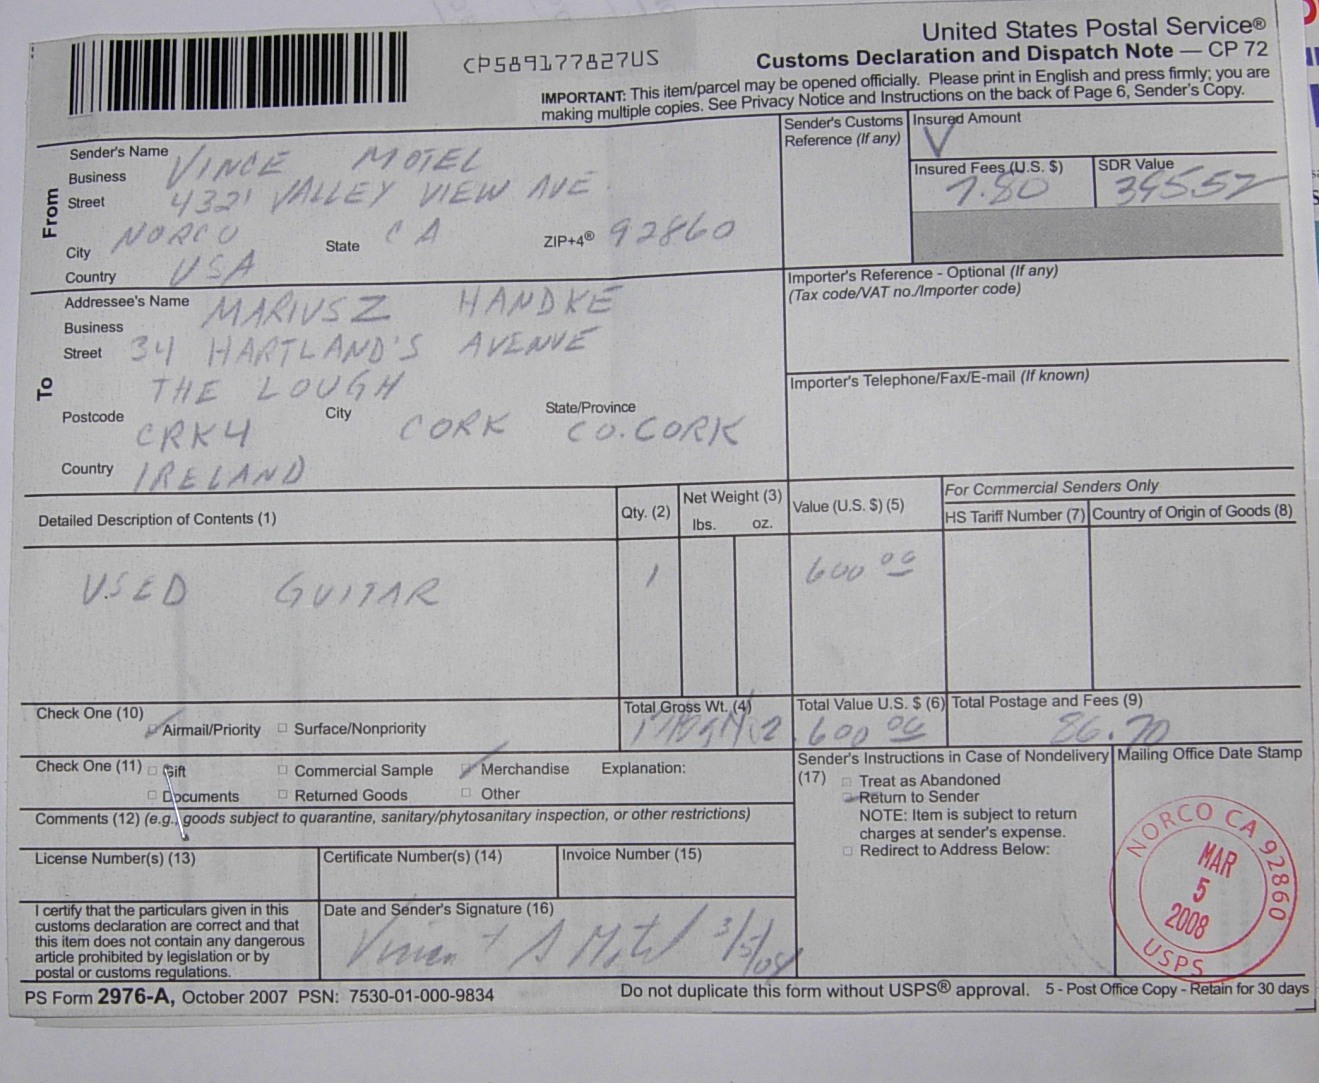 United States Postal Service®
CP589177827US
Customs Declaration and Dispatch Note — CP 72
IMPORTANT: This item/parcel may be opened officially. Please print in English and press firmly; you are
making multiple copies. See Privacy Notice and Instructions on the back of Page 6, Sender's Copy.
From
Sender's Name VINCE MOTEL
Business
Street 4321 VALLEY VIEW AVE
City NORCO State CA ZIP+4® 92860
Country USA
Sender's Customs
Reference (If any)
Insured Amount
V
Insured Fees (U.S. $) 7.80
SDR Value 395.52
Importer's Reference - Optional (If any)
(Tax code/VAT no./Importer code)
Importer's Telephone/Fax/E-mail (If known)
To
Addressee's Name MARIUSZ HANDKE
Business
Street 34 HARTLAND'S AVENUE
THE LOUGH
Postcode CRK4 City CORK State/Province CO. CORK
Country IRELAND
Detailed Description of Contents (1)
Qty. (2)
Net Weight (3)
lbs. oz.
Value (U.S. $) (5)
For Commercial Senders Only
HS Tariff Number (7) Country of Origin of Goods (8)
USED GUITAR 1 600 00
Check One (10) Airmail/Priority Surface/Nonpriority
Total Gross Wt. (4)
Total Value U.S. $ (6) 600 00
Total Postage and Fees (9) 86.70
Check One (11) Gift Commercial Sample Merchandise Explanation:
Documents Returned Goods Other
Comments (12) (e.g., goods subject to quarantine, sanitary/phytosanitary inspection, or other restrictions)
License Number(s) (13) Certificate Number(s) (14) Invoice Number (15)
Sender's Instructions in Case of Nondelivery
(17) Treat as Abandoned
Return to Sender
NOTE: Item is subject to return
charges at sender's expense.
Redirect to Address Below:
Mailing Office Date Stamp
NORCO CA 92860
MAR
5
2008
USPS
I certify that the particulars given in this
customs declaration are correct and that
this item does not contain any dangerous
article prohibited by legislation or by
postal or customs regulations.
Date and Sender's Signature (16)
A Motel 3/5/08
PS Form 2976-A, October 2007 PSN: 7530-01-000-9834
Do not duplicate this form without USPS® approval. 5 - Post Office Copy - Retain for 30 days